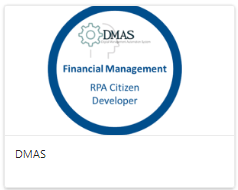 DMAS
Financial Management
RPA Citizen
Developer
DMAS